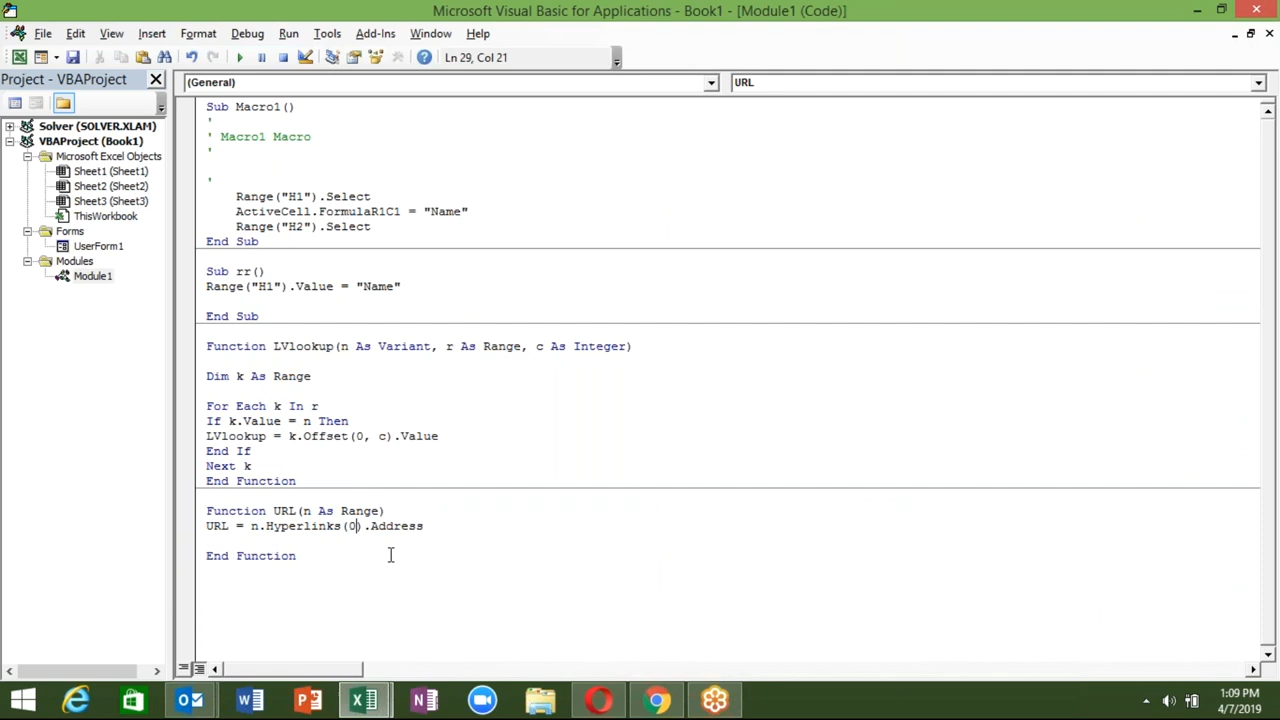 Microsoft Visual Basic for Applications - Book1 - [Module1 (Code)]
File Edit View Insert Format Debug Run Tools Add-Ins Window Help
Ln 29, Col 21
Project - VBAProject
(General)
URL
Solver (SOLVER.XLAM)
VBAProject (Book1)
Microsoft Excel Objects
Sheet1 (Sheet1)
Sheet2 (Sheet2)
Sheet3 (Sheet3)
ThisWorkbook
Forms
UserForm1
Modules
Module1
Sub Macro1()
'
' Macro1 Macro
'
'
Range("H1").Select
ActiveCell.FormulaR1C1 = "Name"
Range("H2").Select
End Sub
Sub rr()
Range("H1").Value = "Name"
End Sub
Function LVlookup(n As Variant, r As Range, c As Integer)
Dim k As Range
For Each k In r
If k.Value = n Then
LVlookup = k.Offset(0, c).Value
End If
Next k
End Function
Function URL(n As Range)
URL = n.Hyperlinks(0).Address
End Function
1:09 PM
4/7/2019